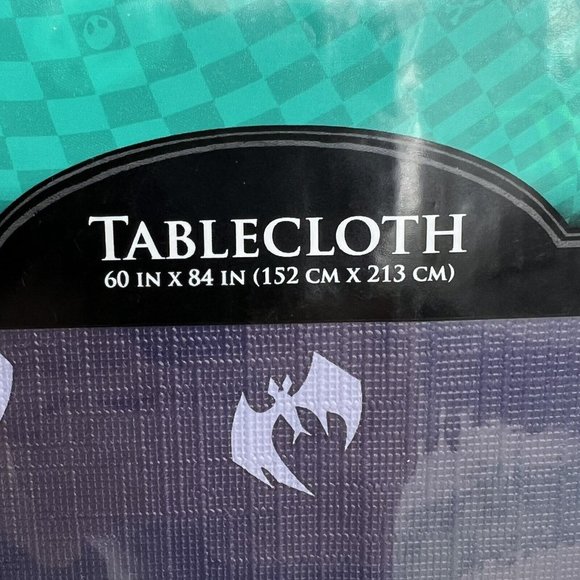 TABLECLOTH
60 IN X 84 IN (152 CM X 213 CM)